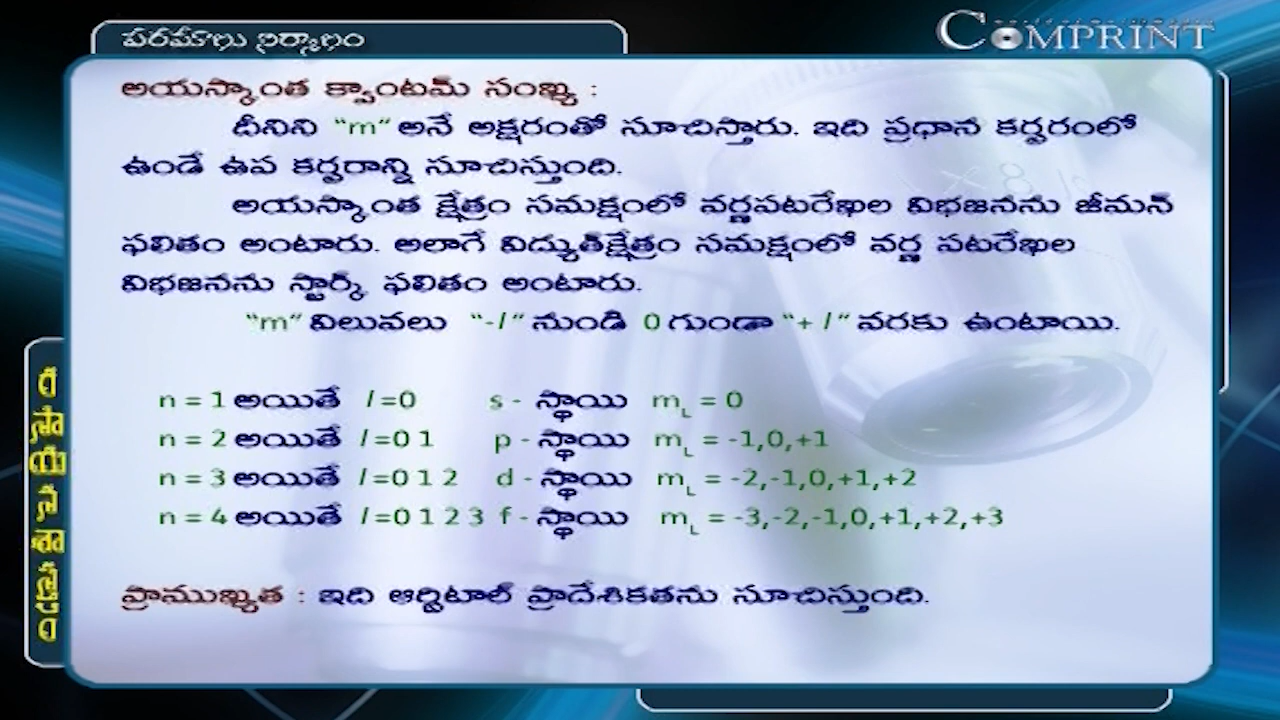 పరమాణు నిర్మాణం
COMPRINT
అయస్కాంత క్వాంటమ్ సంఖ్య :
దీనిని "m" అనే అక్షరంతో సూచిస్తారు. ఇది ప్రధాన కర్పరంలో
ఉండే ఉప కర్పరాన్ని సూచిస్తుంది.
అయస్కాంత క్షేత్రం సమక్షంలో వర్ణపటరేఖల విభజనను జీమన్
ఫలితం అంటారు. అలాగే విద్యుత్‌క్షేత్రం సమక్షంలో వర్ణ పటరేఖల
విభజనను స్టార్క్ ఫలితం అంటారు.
"m" విలువలు "-l" నుండి 0 గుండా "+ l" వరకు ఉంటాయి.
n = 1 అయితే l =0 s - స్థాయి mL = 0
n = 2 అయితే l =0 1 p - స్థాయి mL = -1,0,+1
n = 3 అయితే l =0 1 2 d - స్థాయి mL = -2,-1,0,+1,+2
n = 4 అయితే l =0 1 2 3 f - స్థాయి mL = -3,-2,-1,0,+1,+2,+3
ప్రాముఖ్యత : ఇది ఆర్బిటాల్ ప్రాదేశికతను సూచిస్తుంది.
రసాయన శాస్త్రం